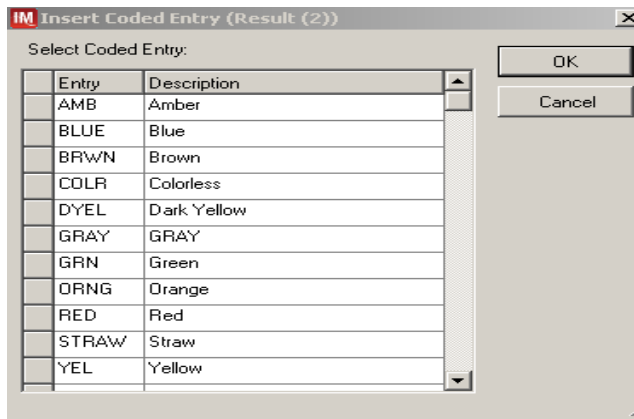 IM Insert Coded Entry (Result (2))
Select Coded Entry:
OK
Cancel
Entry Description
AMB Amber
BLUE Blue
BRWN Brown
COLR Colorless
DYEL Dark Yellow
GRAY GRAY
GRN Green
ORNG Orange
RED Red
STRAW Straw
YEL Yellow